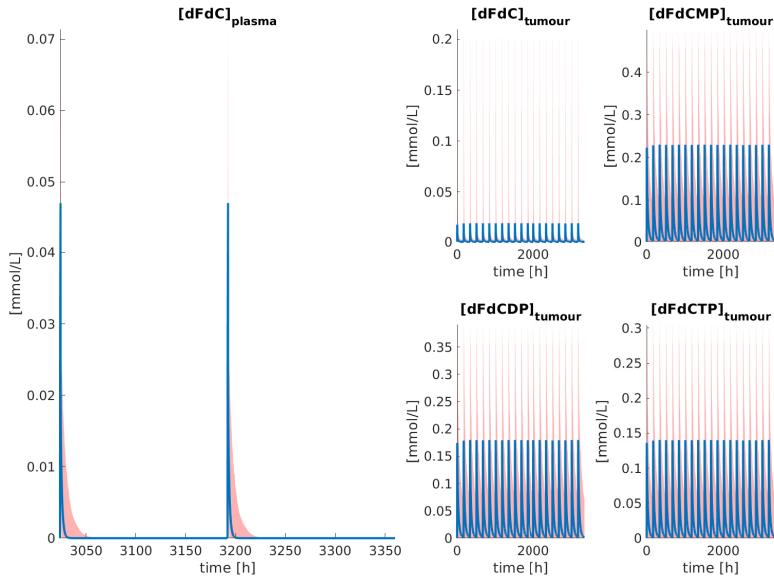 [dFdC]plasma
[mmol/L]
0.07
0.06
0.05
0.04
0.03
0.02
0.01
0
3050 3100 3150 3200 3250 3300 3350
time [h]
[dFdC]tumour
[mmol/L]
0.2
0.15
0.1
0.05
0
0 2000
time [h]
[dFdCMP]tumour
[mmol/L]
0.4
0.3
0.2
0.1
0
0 2000
time [h]
[dFdCDP]tumour
[mmol/L]
0.35
0.3
0.25
0.2
0.15
0.1
0.05
0
0 2000
time [h]
[dFdCTP]tumour
[mmol/L]
0.3
0.25
0.2
0.15
0.1
0.05
0
0 2000
time [h]